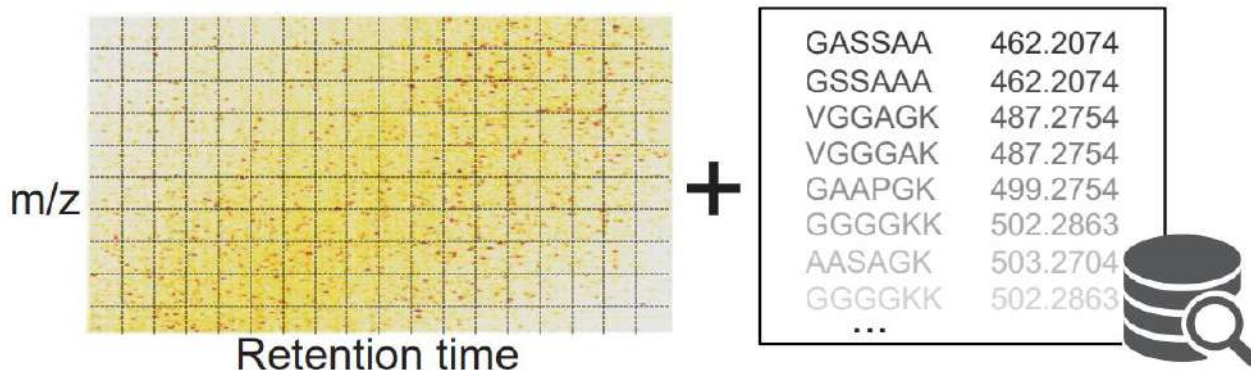 m/z
Retention time
+
GASSAA 462.2074
GSSAAA 462.2074
VGGAGK 487.2754
VGGGAK 487.2754
GAAPGK 499.2754
GGGGKK 502.2863
AASAGK 503.2704
GGGGKK 502.2863
...